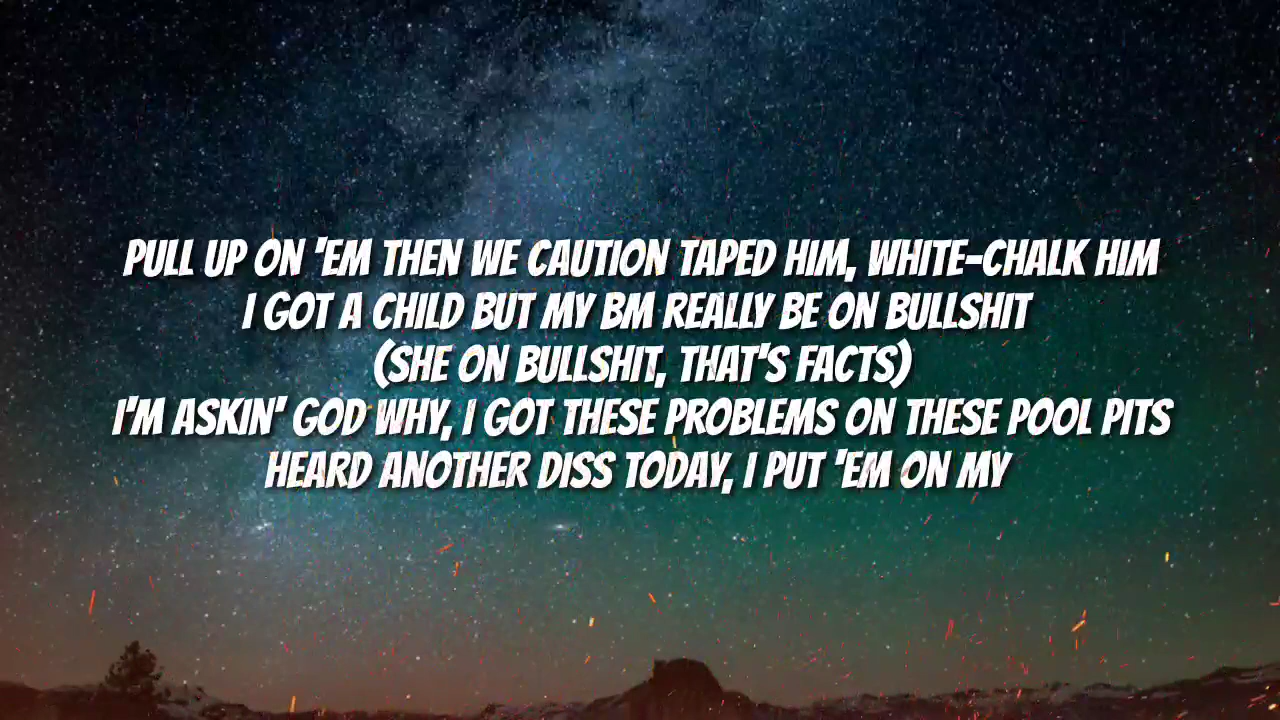 PULL UP ON 'EM THEN WE CAUTION TAPED HIM, WHITE-CHALK HIM
I GOT A CHILD BUT MY BM REALLY BE ON BULLSHIT
(SHE ON BULLSHIT, THAT'S FACTS)
I'M ASKIN' GOD WHY, I GOT THESE PROBLEMS ON THESE POOL PITS
HEARD ANOTHER DISS TODAY, I PUT 'EM ON MY